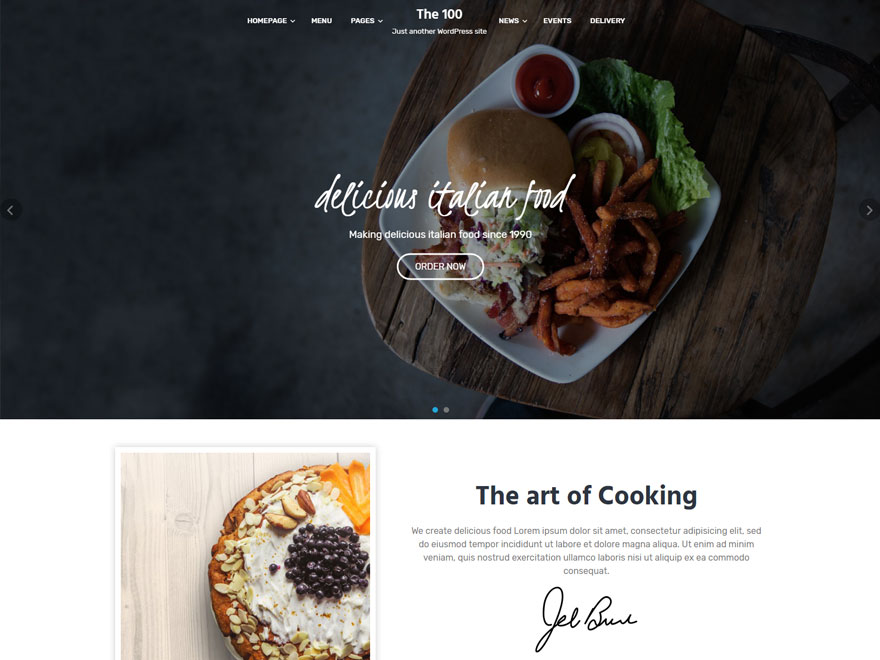 HOMEPAGE MENU PAGES The 100 NEWS EVENTS DELIVERY
Just another WordPress site
delicious italian food
Making delicious italian food since 1990
ORDER NOW
The art of Cooking
We create delicious food Lorem ipsum dolor sit amet, consectetur adipisicing elit, sed
do eiusmod tempor incididunt ut labore et dolore magna aliqua. Ut enim ad minim
veniam, quis nostrud exercitation ullamco laboris nisi ut aliquip ex ea commodo
consequat.